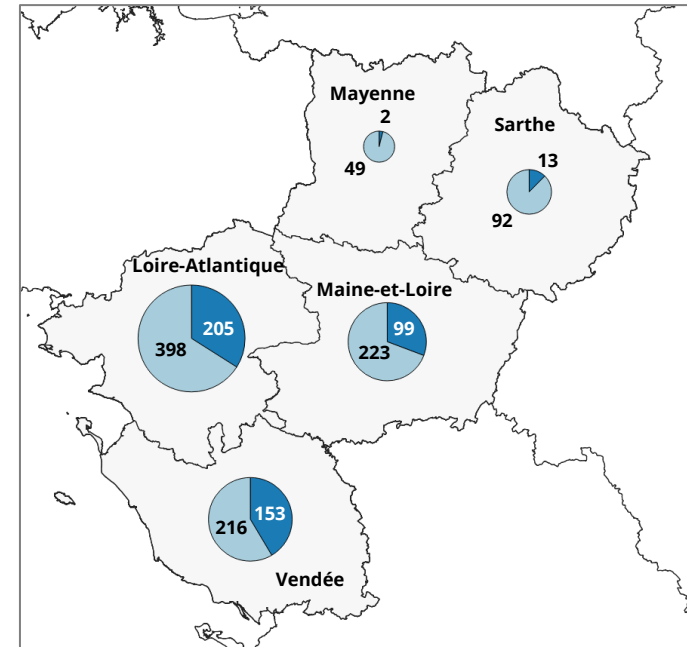 Mayenne
2
49
Sarthe
13
92
Loire-Atlantique
205
398
Maine-et-Loire
99
223
153
216
Vendée